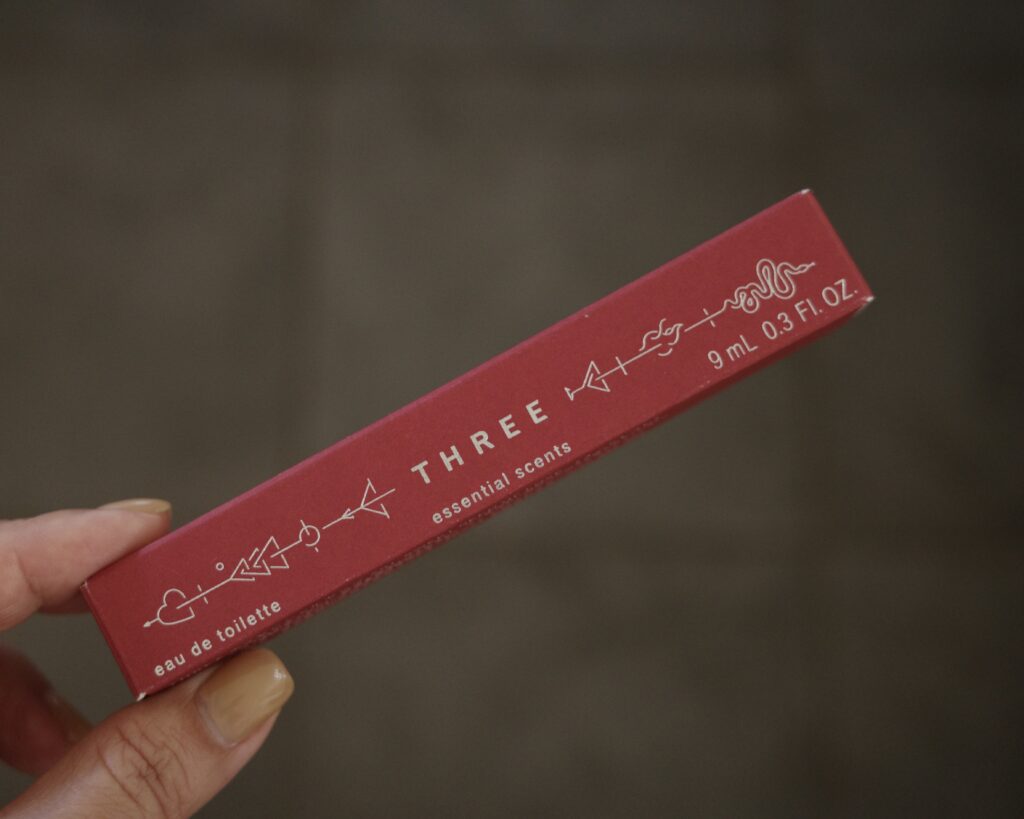 THREE
essential scents
eau de toilette
9 mL 0.3 Fl. OZ.